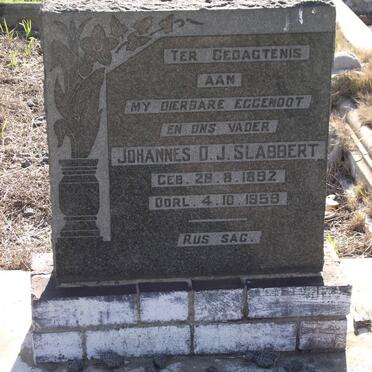 TER GEDAGTENIS
AAN
MY DIERBARE EGGENOOT
EN ONS VADER
JOHANNES D.J. SLABBERT
GEB. 28.8.1892
OORL. 4.10.1958
RUS SAG.